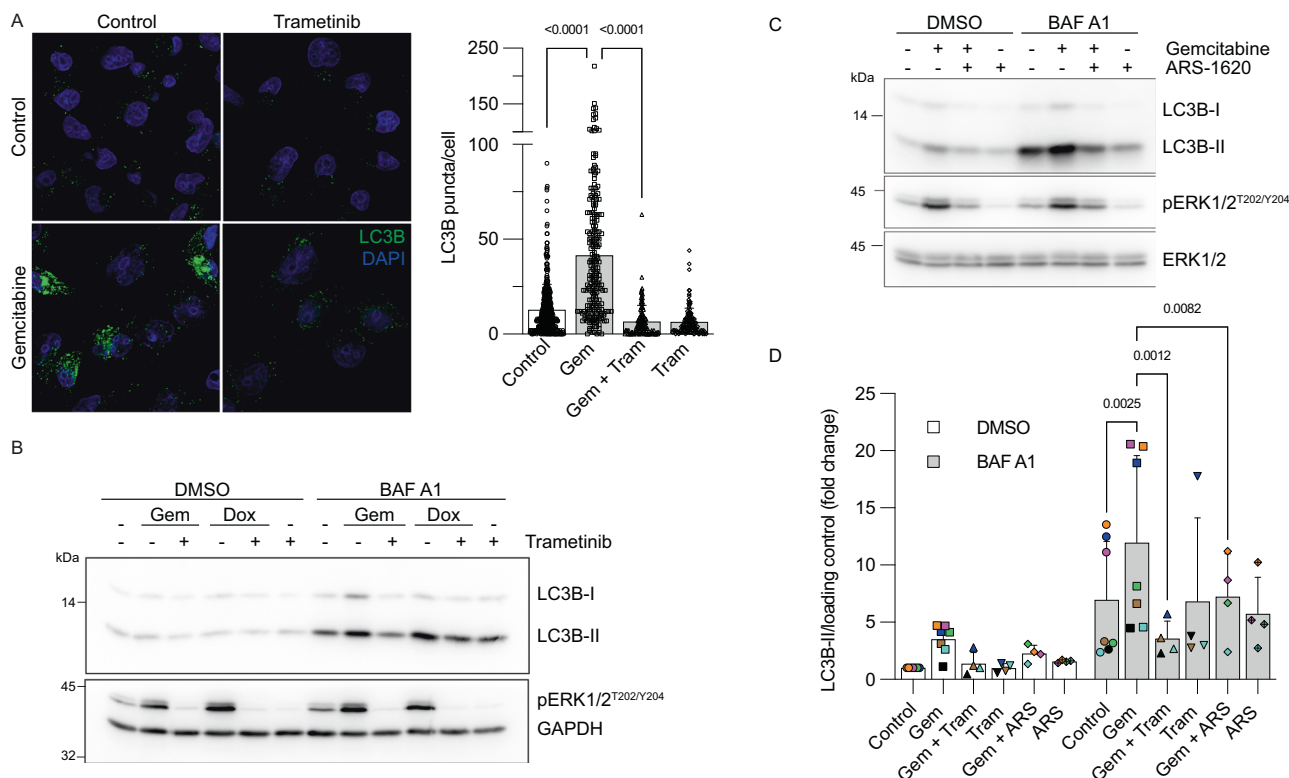 A
Control Trametinib
Control
Gemcitabine
LC3B
DAPI
<0.0001 <0.0001
LC3B puncta/cell
250
150
100
50
0
Control
Gem
Gem + Tram
Tram
B
DMSO BAF A1
- Gem Dox - - Gem Dox -
- - + - + + - - + - + + Trametinib
kDa
14
LC3B-I
LC3B-II
45
pERK1/2T202/Y204
GAPDH
32
C
DMSO BAF A1
- + + - - + + - Gemcitabine
- - + + - - + + ARS-1620
kDa
LC3B-I
14
LC3B-II
45
pERK1/2T202/Y204
45
ERK1/2
D
0.0082
0.0012
0.0025
DMSO
BAF A1
LC3B-II/loading control (fold change)
25
20
15
10
5
0
Control
Gem
Gem + Tram
Tram
Gem + ARS
ARS
Control
Gem
Gem + Tram
Tram
Gem + ARS
ARS